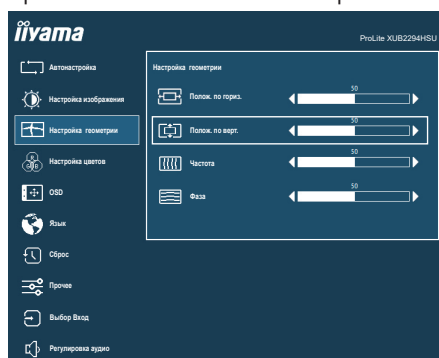 iiyama
ProLite XUB2294HSU
Автонастройка
Настройка изображения
Настройка геометрии
Настройка цветов
OSD
Язык
Сброс
Прочее
Выбор Вход
Регулировка аудио
Настройка геометрии
Полож. по гориз.
50
Полож. по верт.
50
Частота
50
Фаза
50
R
G B